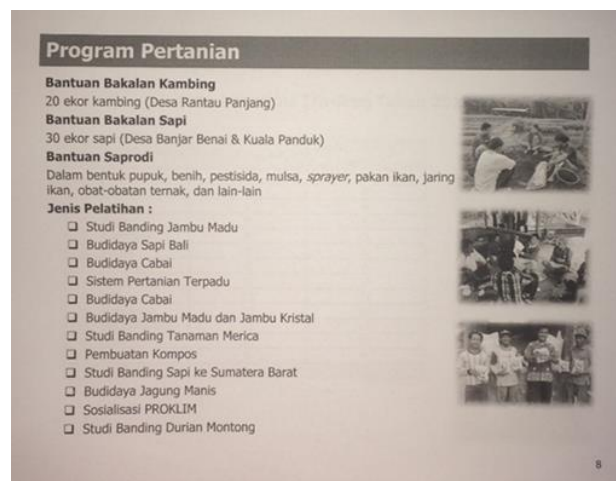 Program Pertanian
Bantuan Bakalan Kambing
20 ekor kambing (Desa Rantau Panjang)
Bantuan Bakalan Sapi
30 ekor sapi (Desa Banjar Benai & Kuala Panduk)
Bantuan Saprodi
Dalam bentuk pupuk, benih, pestisida, mulsa, sprayer, pakan ikan, jaring
ikan, obat-obatan ternak, dan lain-lain
Jenis Pelatihan :
❑ Studi Banding Jambu Madu
❑ Budidaya Sapi Bali
❑ Budidaya Cabai
❑ Sistem Pertanian Terpadu
❑ Budidaya Cabai
❑ Budidaya Jambu Madu dan Jambu Kristal
❑ Studi Banding Tanaman Merica
❑ Pembuatan Kompos
❑ Studi Banding Sapi ke Sumatera Barat
❑ Budidaya Jagung Manis
❑ Sosialisasi PROKLIM
❑ Studi Banding Durian Montong
8